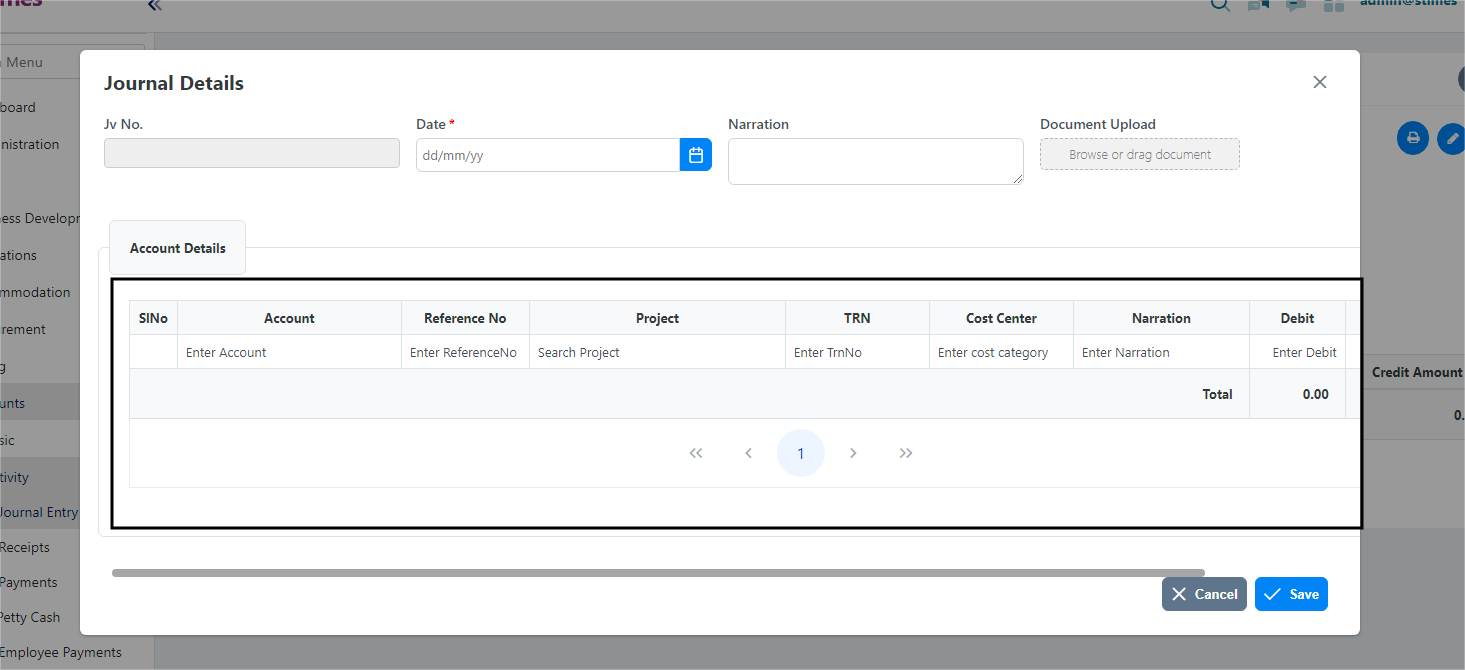 admin@stimes
Menu
board
nistration
ess Developm
ations
mmodation
rement
g
unts
sic
tivity
Journal Entry
Receipts
Payments
Petty Cash
Employee Payments
Journal Details
Jv No.
Date *
dd/mm/yy
Narration
Document Upload
Browse or drag document
Account Details
SlNo Account Reference No Project TRN Cost Center Narration Debit
Enter Account Enter ReferenceNo Search Project Enter TrnNo Enter cost category Enter Narration Enter Debit
Total 0.00
1
Cancel Save
Credit Amount
0.